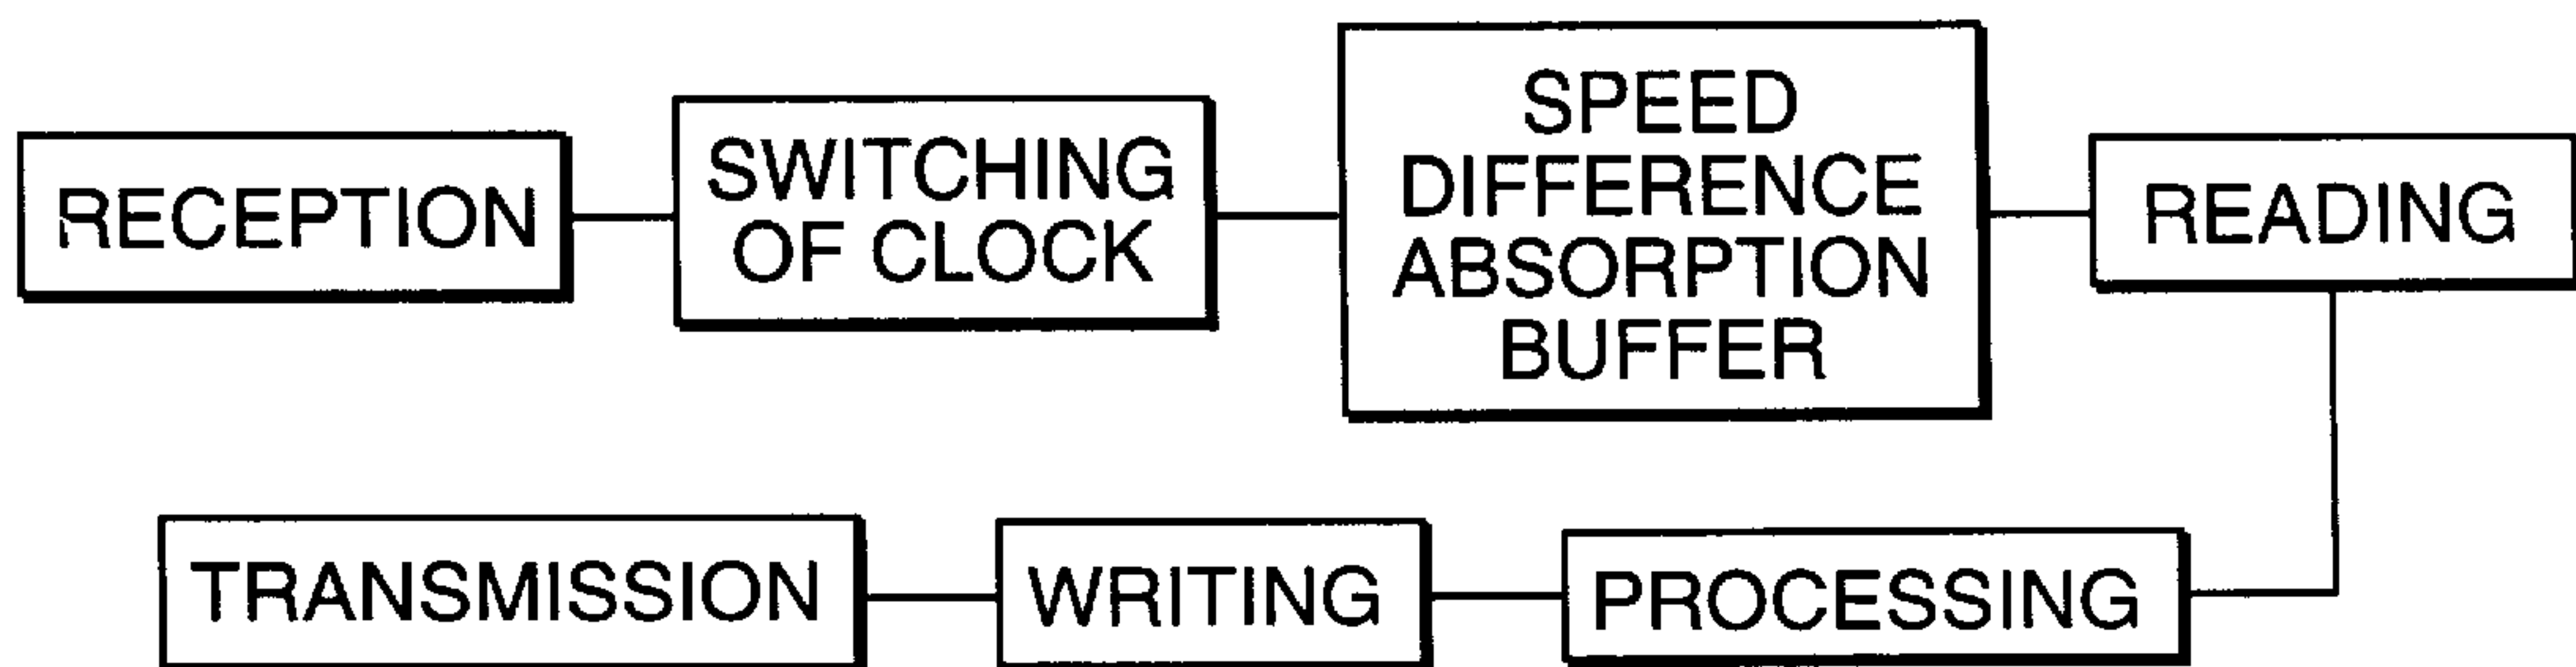 RECEPTION
SWITCHING
OF CLOCK
SPEED
DIFFERENCE
ABSORPTION
BUFFER
READING
TRANSMISSION
WRITING
PROCESSING